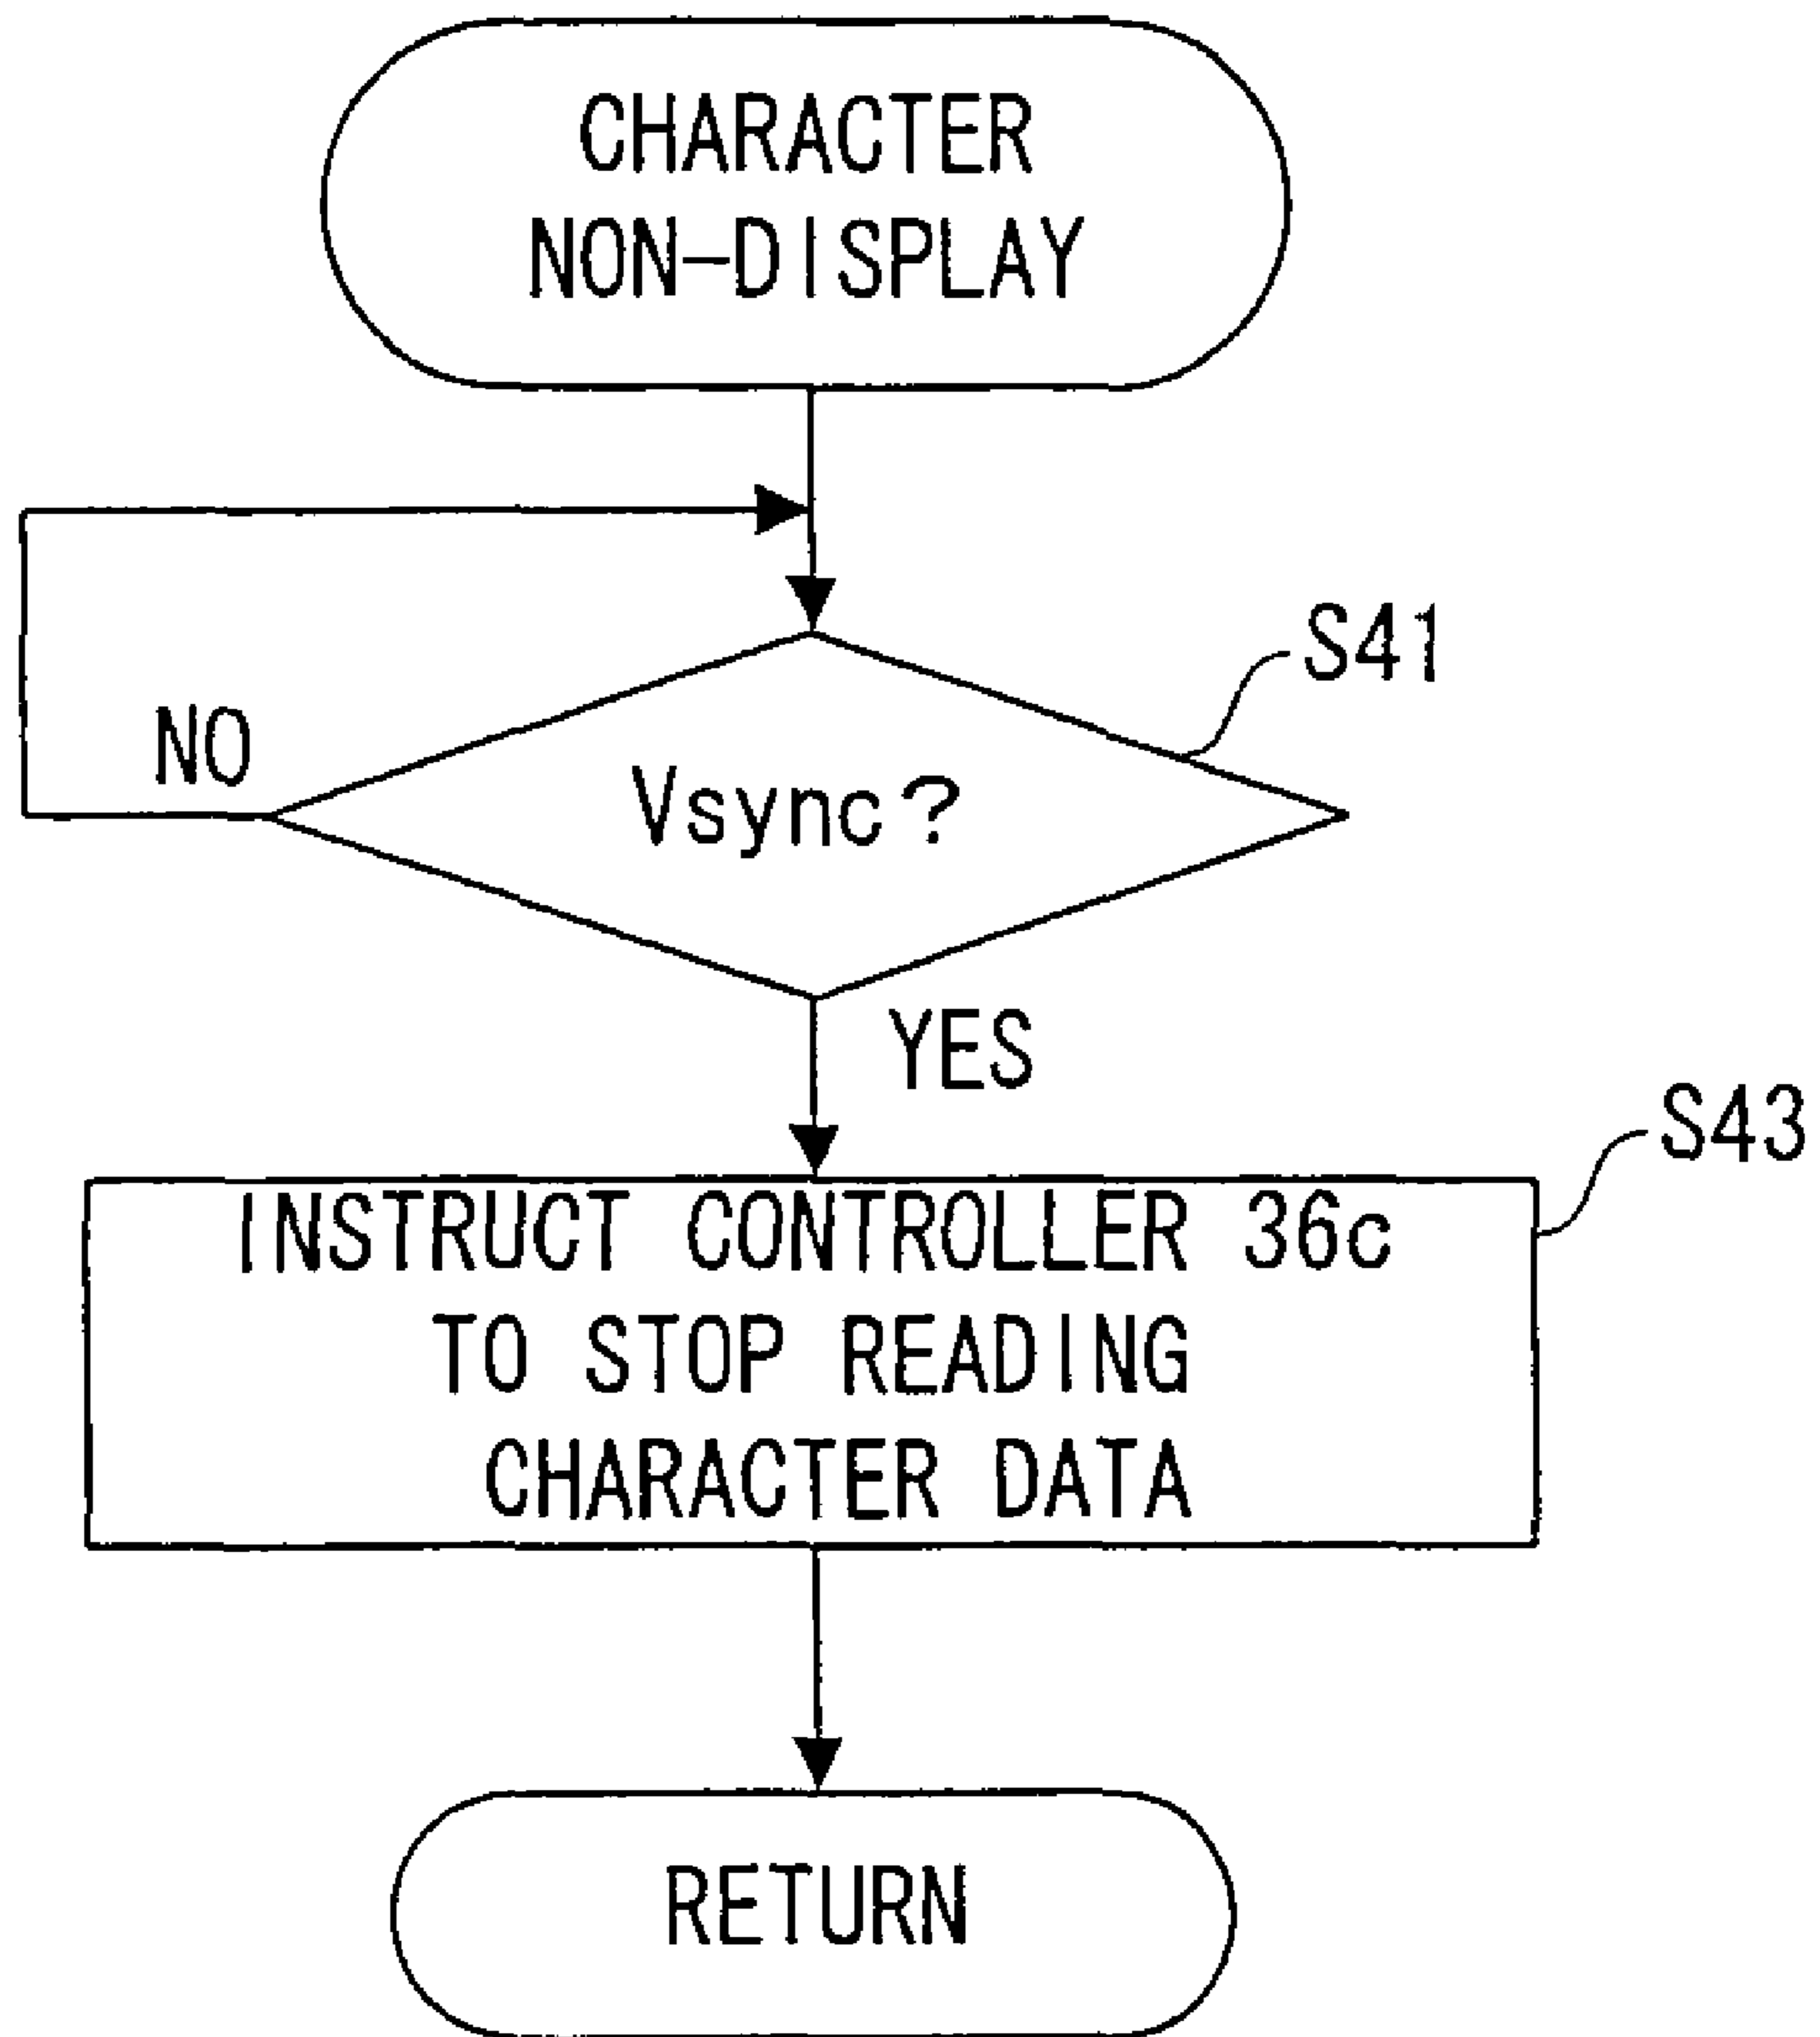 CHARACTER
NON-DISPLAY
S41
NO
Vsync?
YES
S43
INSTRUCT CONTROLLER 36c
TO STOP READING
CHARACTER DATA
RETURN